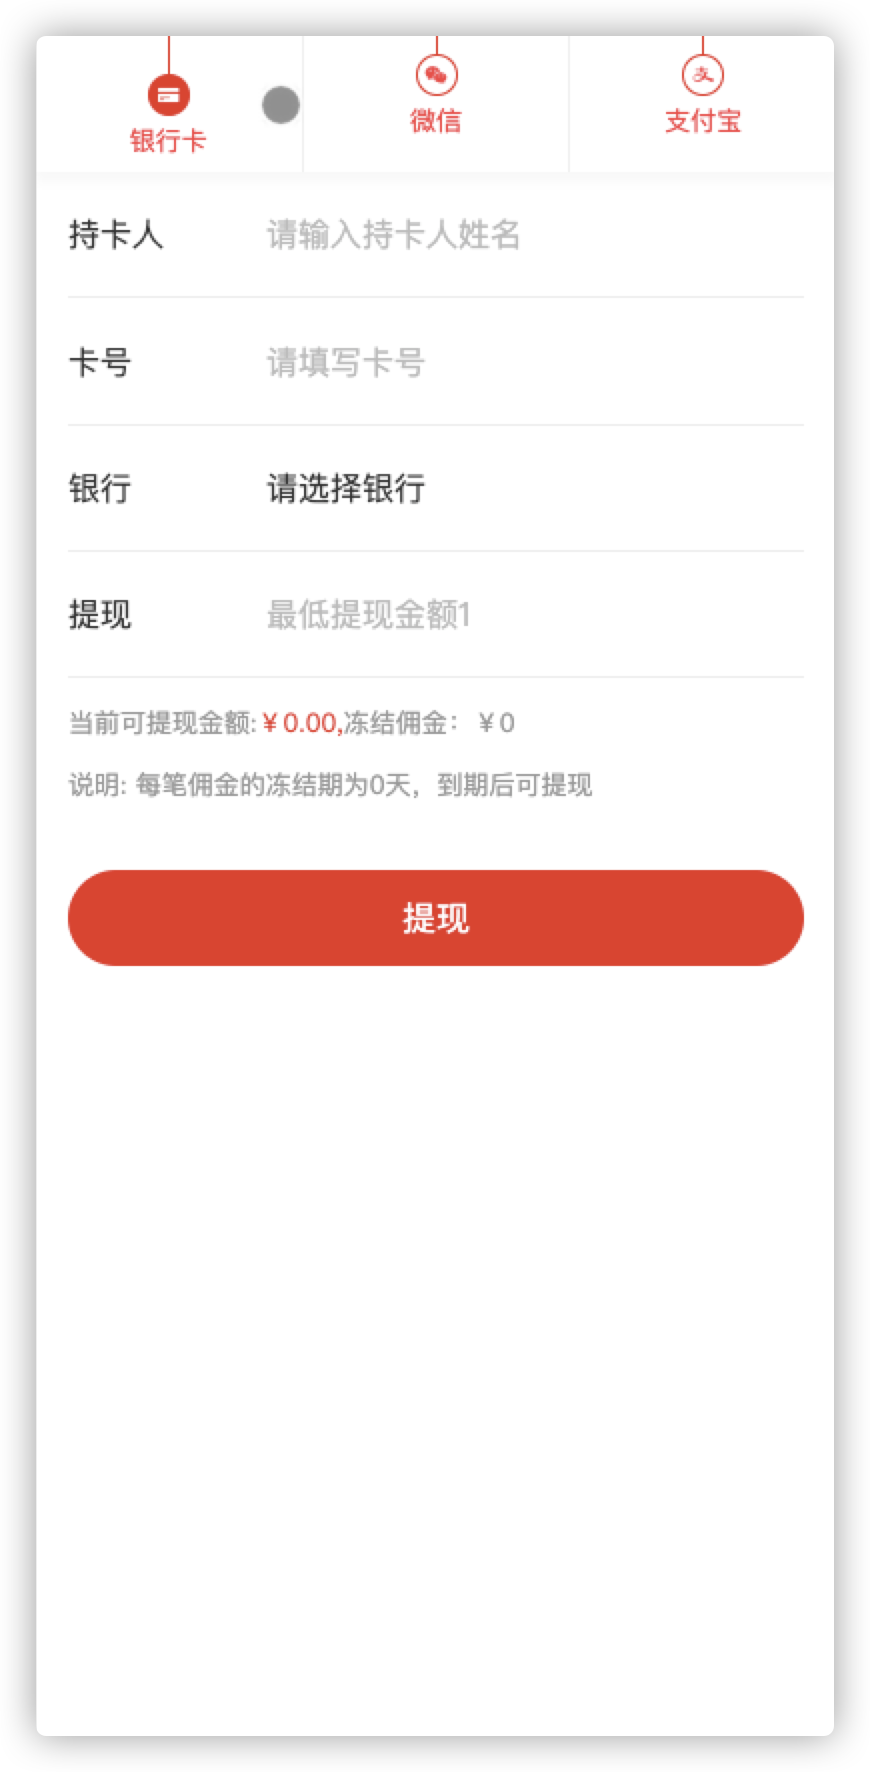 银行卡
微信
支付宝
持卡人 请输入持卡人姓名
卡号 请填写卡号
银行 请选择银行
提现 最低提现金额1
当前可提现金额:￥0.00,冻结佣金： ￥0
说明: 每笔佣金的冻结期为0天，到期后可提现
提现